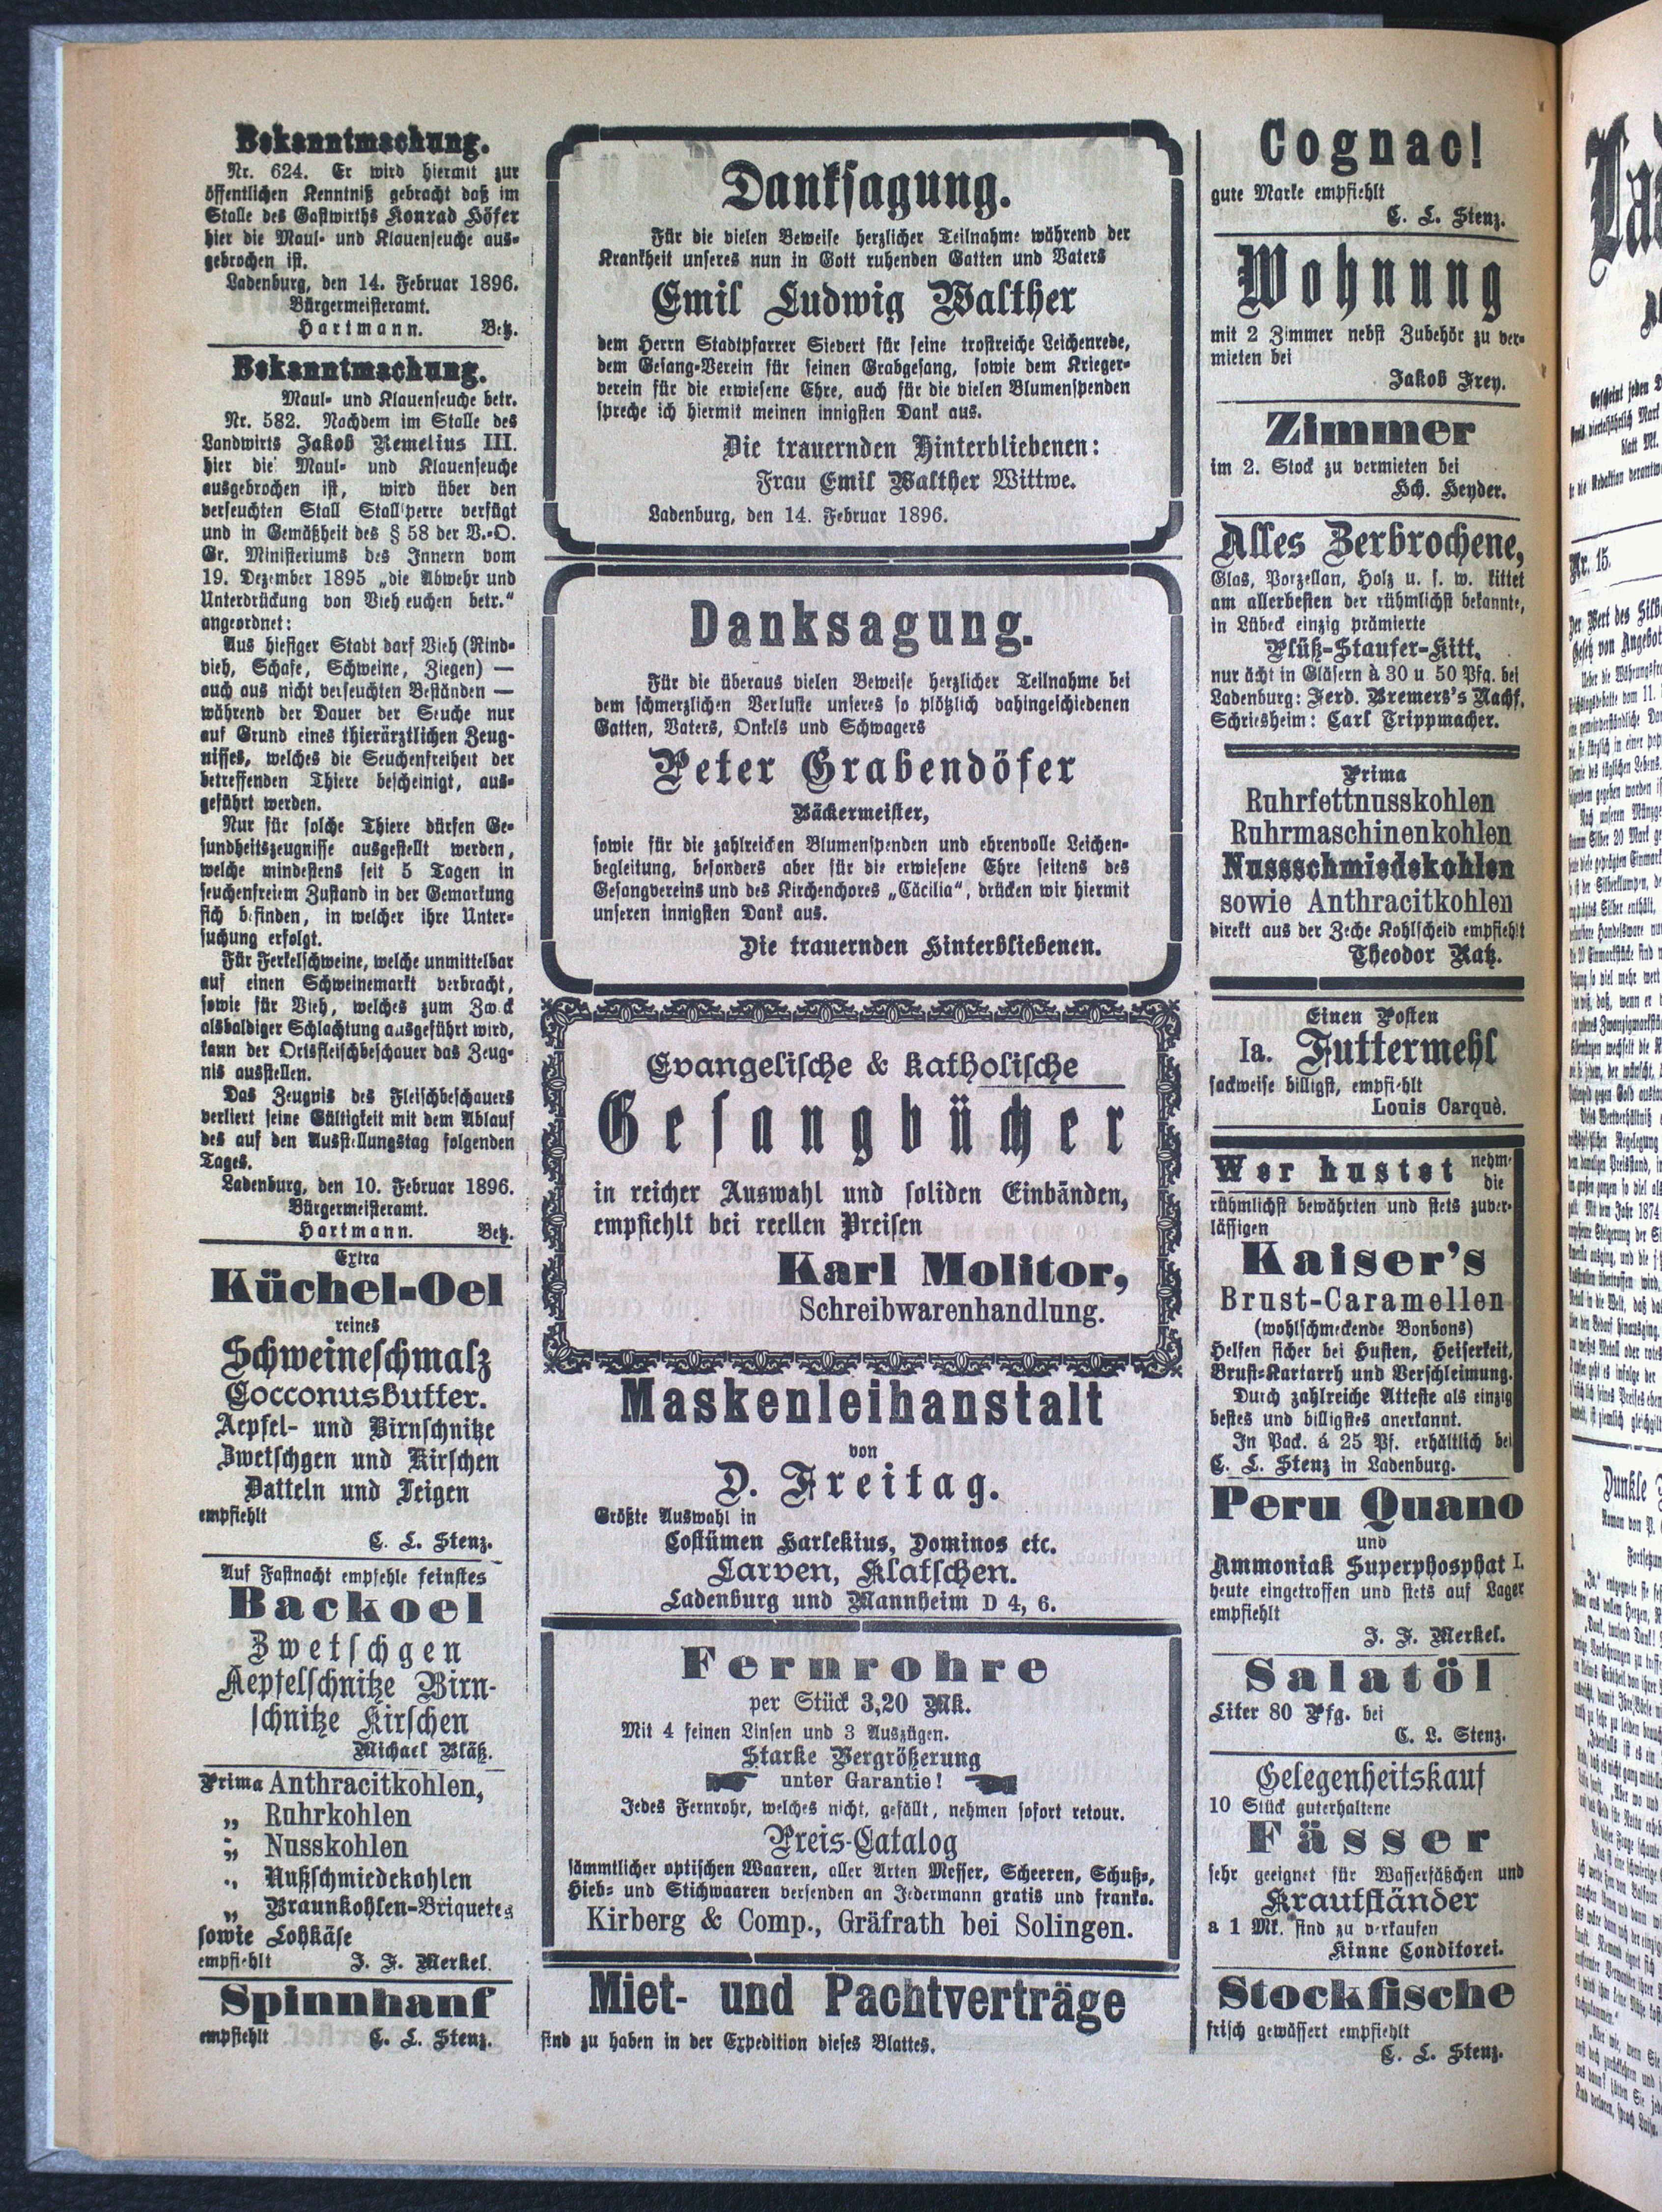 Bekanntmachung.
Nr. 624. Er wird hiermit zur
öffentlichen Kenntniß gebracht daß im
Stalle des Gastwirths Konrad Höfer
hier die Maul- und Klauenseuche aus-
gebrochen ist.
Ladenburg, den 14. Februar 1896.
Bürgermeisteramt.
Hartmann. Betz.
Bekanntmachung.
Maul- und Klauenseuche betr.
Nr. 582. Nachdem im Stalle des
Landwirts Jakob Remelius III.
hier die Maul- und Klauenseuche
ausgebrochen ist, wird über den
verseuchten Stall Stallsperre verfügt
und in Gemäßheit des § 58 der V.-O.
Gr. Ministeriums des Innern vom
19. Dezember 1895 „die Abwehr und
Unterdrückung von Vieh euchen betr."
angeordnet:
Aus hiesiger Stadt darf Vieh (Rind-
vieh, Schafe, Schweine, Ziegen) —
auch aus nicht verseuchten Beständen —
während der Dauer der Seuche nur
auf Grund eines thierärztlichen Zeug-
nisses, welches die Seuchenfreiheit der
betreffenden Thiere bescheinigt, aus-
geführt werden.
Nur für solche Thiere dürfen Ge-
sundheitszeugnisse ausgestellt werden,
welche mindestens seit 5 Tagen in
seuchenfreiem Zustand in der Gemarkung
sich befinden, in welcher ihre Unter-
suchung erfolgt.
Für Ferkelschweine, welche unmittelbar
auf einen Schweinemarkt verbracht,
sowie für Vieh, welches zum Zweck
alsbaldiger Schlachtung ausgeführt wird,
kann der Ortsfleischbeschauer das Zeug-
nis ausstellen.
Das Zeugnis des Fleischbeschauers
verliert seine Gültigkeit mit dem Ablauf
des auf den Ausstellungstag folgenden
Tages.
Ladenburg, den 10. Februar 1896.
Bürgermeisteramt.
Hartmann. Betz.
Extra
Küchel-Oel
reines
Schweineschmalz
Cocconusbutter.
Aepfel- und Birnschnitze
Zwetschgen und Kirschen
Datteln und Feigen
empfiehlt
C. L. Stenz.
Auf Fastnacht empfehle feinstes
Backoel
Zwetschgen
Aepfelschnitze Birn-
schnitze Kirschen
Michael Bläß.
Prima Anthracitkohlen,
„ Ruhrkohlen
„ Nusskohlen
„ Nußschmiedekohlen
„ Braunkohlen-Briquetes
sowie Lohkäse
empfiehlt J. F. Merkel.
Spinnhanf
empfiehlt C. L. Stenz.
Danksagung.
Für die vielen Beweise herzlicher Teilnahme während der
Krankheit unseres nun in Gott ruhenden Gatten und Vaters
Emil Ludwig Walther
dem Herrn Stadtpfarrer Sievert für seine trostreiche Leichenrede,
dem Gesang-Verein für seinen Grabgesang, sowie dem Krieger-
verein für die erwiesene Ehre, auch für die vielen Blumenspenden
spreche ich hiermit meinen innigsten Dank aus.
Die trauernden Hinterbliebenen:
Frau Emil Walther Wittwe.
Ladenburg, den 14. Februar 1896.
Danksagung.
Für die überaus vielen Beweise herzlicher Teilnahme bei
dem schmerzlichen Verluste unseres so plötzlich dahingeschiedenen
Gatten, Vaters, Onkels und Schwagers
Peter Grabendöfer
Bäckermeister,
sowie für die zahlreichen Blumenspenden und ehrenvolle Leichen-
begleitung, besonders aber für die erwiesene Ehre seitens des
Gesangvereins und des Kirchenchores „Cäcilia", drücken wir hiermit
unseren innigsten Dank aus.
Die trauernden Hinterbliebenen.
Evangelische & Katholische
Gesangbücher
in reicher Auswahl und soliden Einbänden,
empfiehlt bei reellen Preisen
Karl Molitor,
Schreibwarenhandlung.
Maskenleihanstalt
von
D. Freitag.
Größte Auswahl in
Costümen Harlekius, Dominos etc.
Larven, Klatschen.
Ladenburg und Mannheim D 4, 6.
Fernrohre
per Stück 3,20 Mk.
Mit 4 feinen Linsen und 3 Auszügen.
Starke Vergrößerung
unter Garantie!
Jedes Fernrohr, welches nicht, gefällt, nehmen sofort retour.
Preis-Catalog
sämmtlicher optischen Waaren, aller Arten Messer, Scheeren, Schuß-,
Hieb- und Stichwaaren versenden an Jedermann gratis und franko.
Kirberg & Comp., Gräfrath bei Solingen.
Miet- und Pachtverträge
sind zu haben in der Expedition dieses Blattes.
Cognac!
gute Marke empfiehlt
C. L. Stenz.
Wohnung
mit 2 Zimmer nebst Zubehör zu ver-
mieten bei
Jakob Frey.
Zimmer
im 2. Stock zu vermieten bei
Hch. Heyder.
Alles Zerbrochene,
Glas, Porzellan, Holz u. s. w. kittet
am allerbesten der rühmlichst bekannte,
in Lübeck einzig prämierte
Plüß-Staufer-Kitt,
nur ächt in Gläsern à 30 u. 50 Pfg. bei
Ladenburg: Ferd. Bremers's Nachf.
Schriesheim: Carl Trippmacher.
Prima
Ruhrfettnusskohlen
Ruhrmaschinenkohlen
Nussschmiedekohlen
sowie Anthracitkohlen
direkt aus der Zeche Kohlscheid empfiehlt
Theodor Katz.
Einen Posten
Ia. Futtermehl
sackweise billigst, empfiehlt
Louis Carqué.
Wer hustet nehm
die
rühmlichst bewährten und stets zuver-
lässigen
Kaiser's
Brust-Caramellen
(wohlschmeckende Bonbons)
Helfen sicher bei Husten, Heiserkeit,
Brust-Kartarrh und Verschleimung.
Durch zahlreiche Atteste als einzig
bestes und billigstes anerkannt.
In Pack. á 25 Pf. erhältlich bei
C. L. Stenz in Ladenburg.
Peru Quano
und
Ammoniak Superphosphat I.
heute eingetroffen und stets auf Lager
empfiehlt
J. F. Merkel.
Salatöl
Liter 80 Pfg. bei
C. L. Stenz.
Gelegenheitskauf
10 Stück guterhaltene
Fässer
sehr geeignet für Wasserfäßchen und
Krautständer
a 1 Mk. sind zu verkaufen
Kinne Conditorei.
Stockfische
frisch gewässert empfiehlt
C. L. Stenz.
Nr. 15.